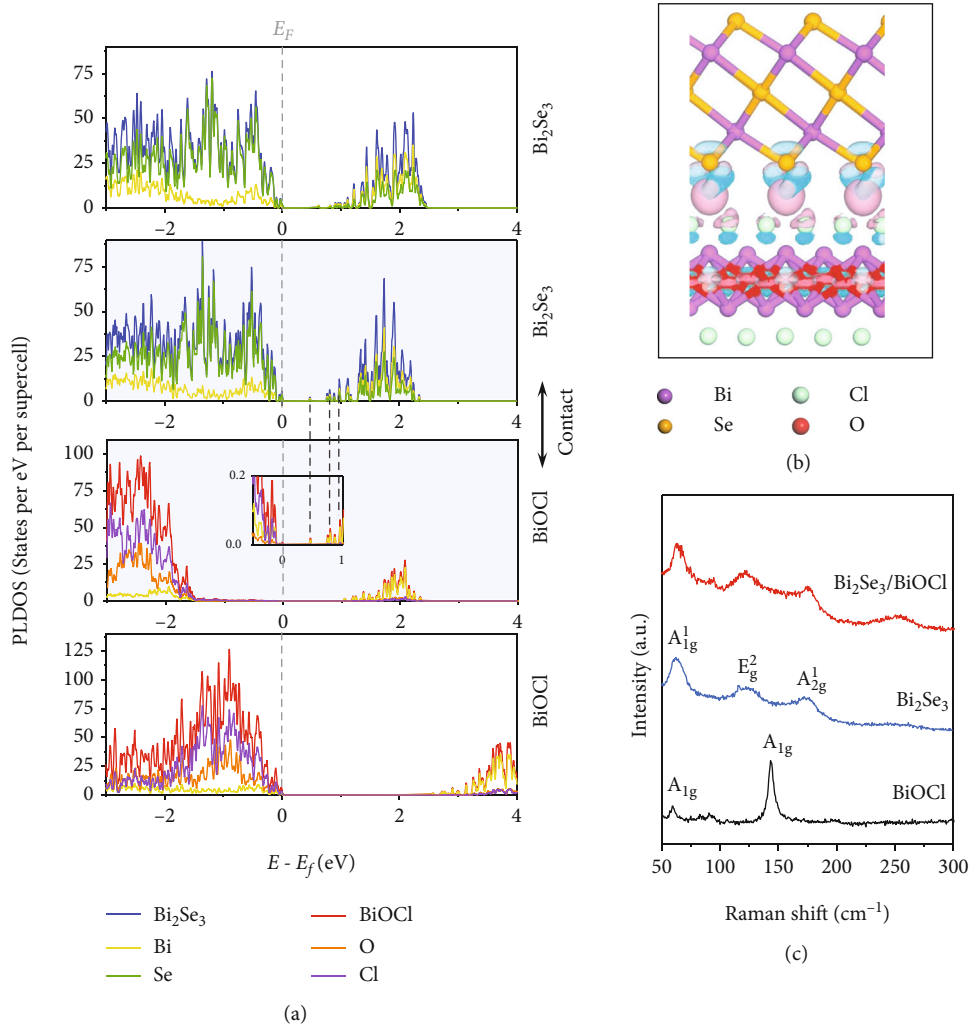 E_F
75
50
25
0
−2
0
2
4
Bi₂Se₃
75
50
25
0
−2
0
2
4
Bi₂Se₃
Contact
100
75
50
25
0
0.2
0.0
0
1
−2
0
2
4
BiOCl
125
100
75
50
25
0
−2
0
2
4
BiOCl
PLDOS (States per eV per supercell)
E - E_f (eV)
Bi₂Se₃
BiOCl
Bi
O
Se
Cl
(a)
Bi
Cl
Se
O
(b)
Intensity (a.u.)
Bi₂Se₃/BiOCl
A¹₁g
E²g
A¹₂g
Bi₂Se₃
A₁g
A₁g
BiOCl
50
100
150
200
250
300
Raman shift (cm⁻¹)
(c)